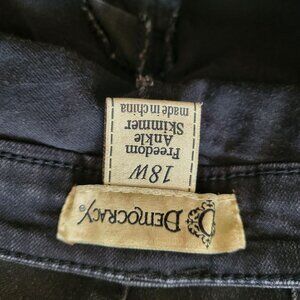 DEMOCRACY®
18W
Freedom
Ankle
Skimmer
made in china